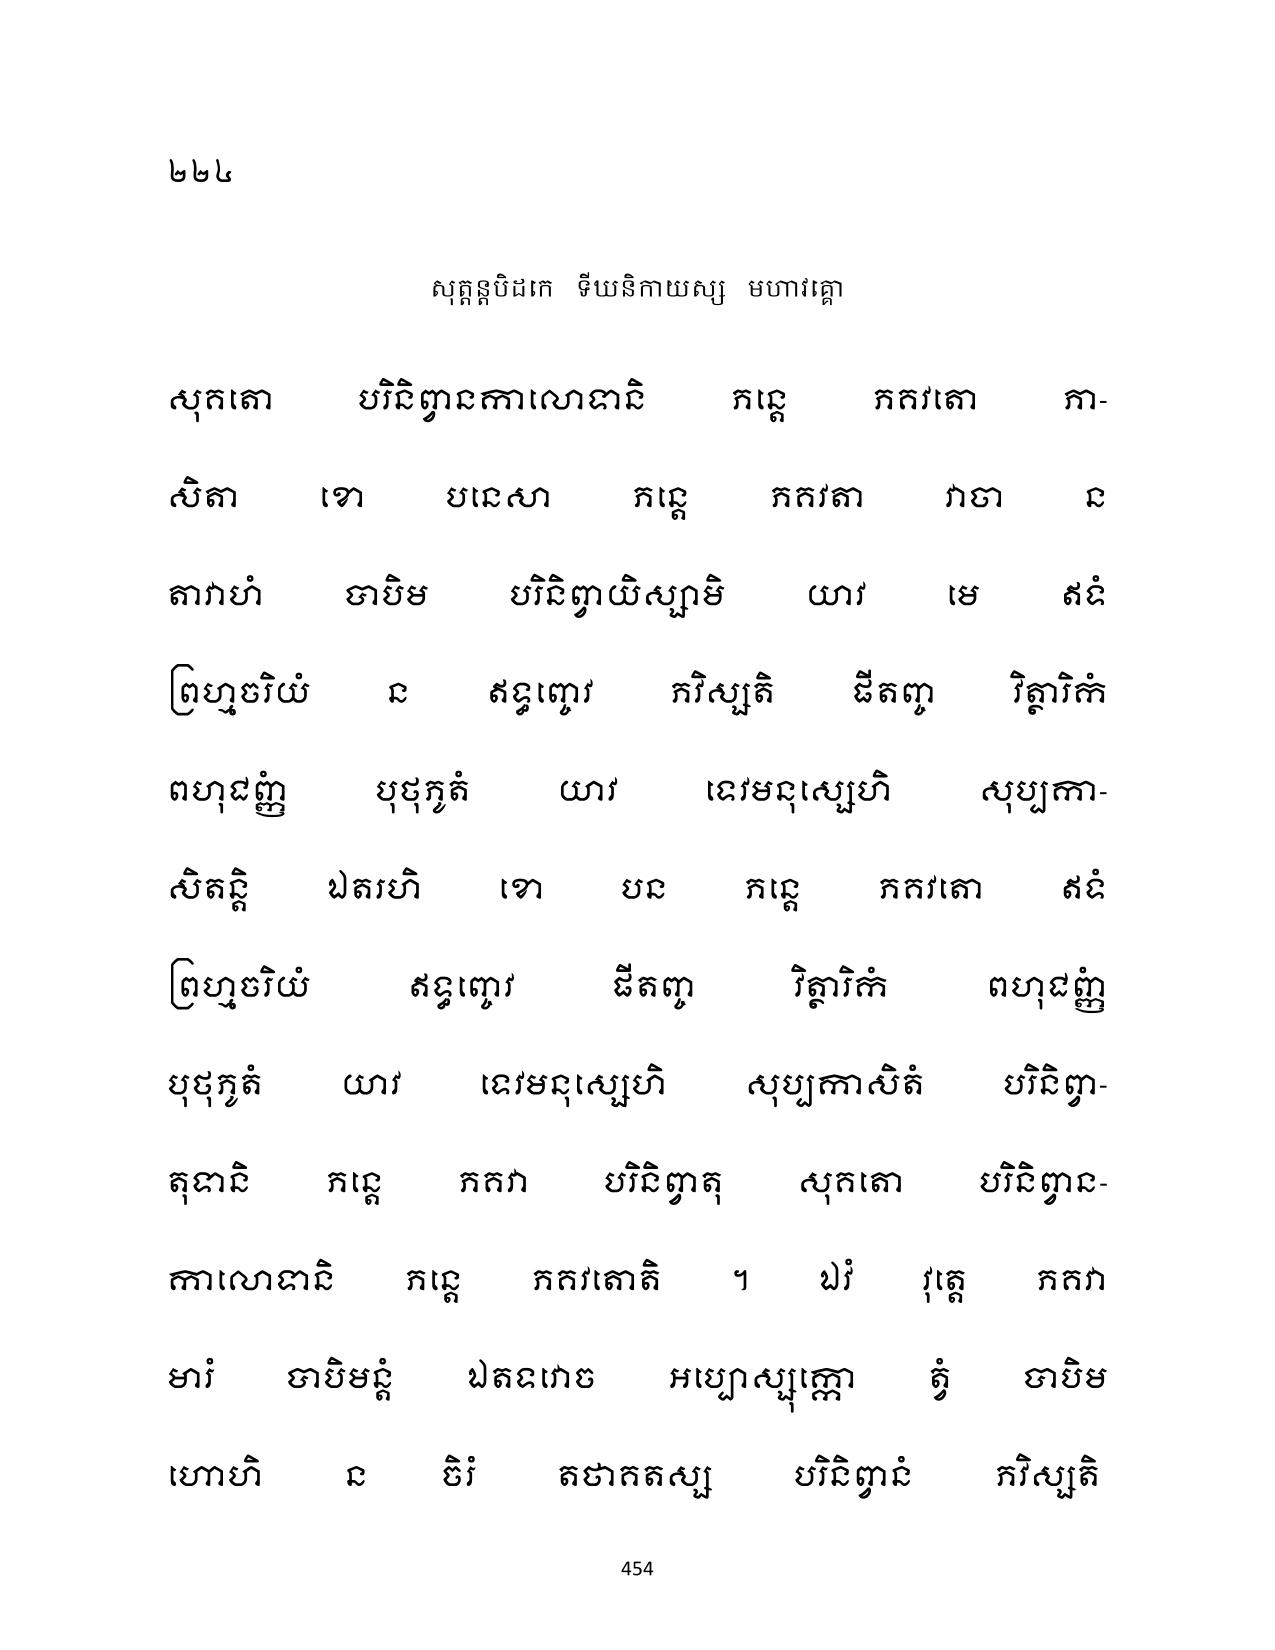 ២២៤
សុត្តន្តបិដកេ ទីឃនិកាយស្ស មហាវគ្គោ
សុគតោ បរិនិព្វានកាលោទានិ ភន្តេ ភគវតោ ភា-
សិតា ខោ បនេសា ភន្តេ ភគវតា វាចា ន
តាវាហំ បាបិម បរិនិព្វាយិស្សាមិ យាវ មេ ឥទំ
ព្រហ្មចរិយំ ន ឥទ្ធញ្ចេវ ភវិស្សតិ ផីតញ្ច វិត្ថារិកំ
ពហុជញ្ញំ បុថុភូតំ យាវ ទេវមនុស្សេហិ សុប្បកា-
សិតន្តិ ឯតរហិ ខោ បន ភន្តេ ភគវតោ ឥទំ
ព្រហ្មចរិយំ ឥទ្ធញ្ចេវ ផីតញ្ច វិត្ថារិកំ ពហុជញ្ញំ
បុថុភូតំ យាវ ទេវមនុស្សេហិ សុប្បកាសិតំ បរិនិព្វា-
តុទានិ ភន្តេ ភគវា បរិនិព្វាតុ សុគតោ បរិនិព្វាន-
កាលោទានិ ភន្តេ ភគវតោតិ ។ ឯវំ វុត្តេ ភគវា
មារំ បាបិមន្តំ ឯតទវោច អប្បោស្សុក្កោ ត្វំ បាបិម
ហោហិ ន ចិរំ តថាគតស្ស បរិនិព្វានំ ភវិស្សតិ
454